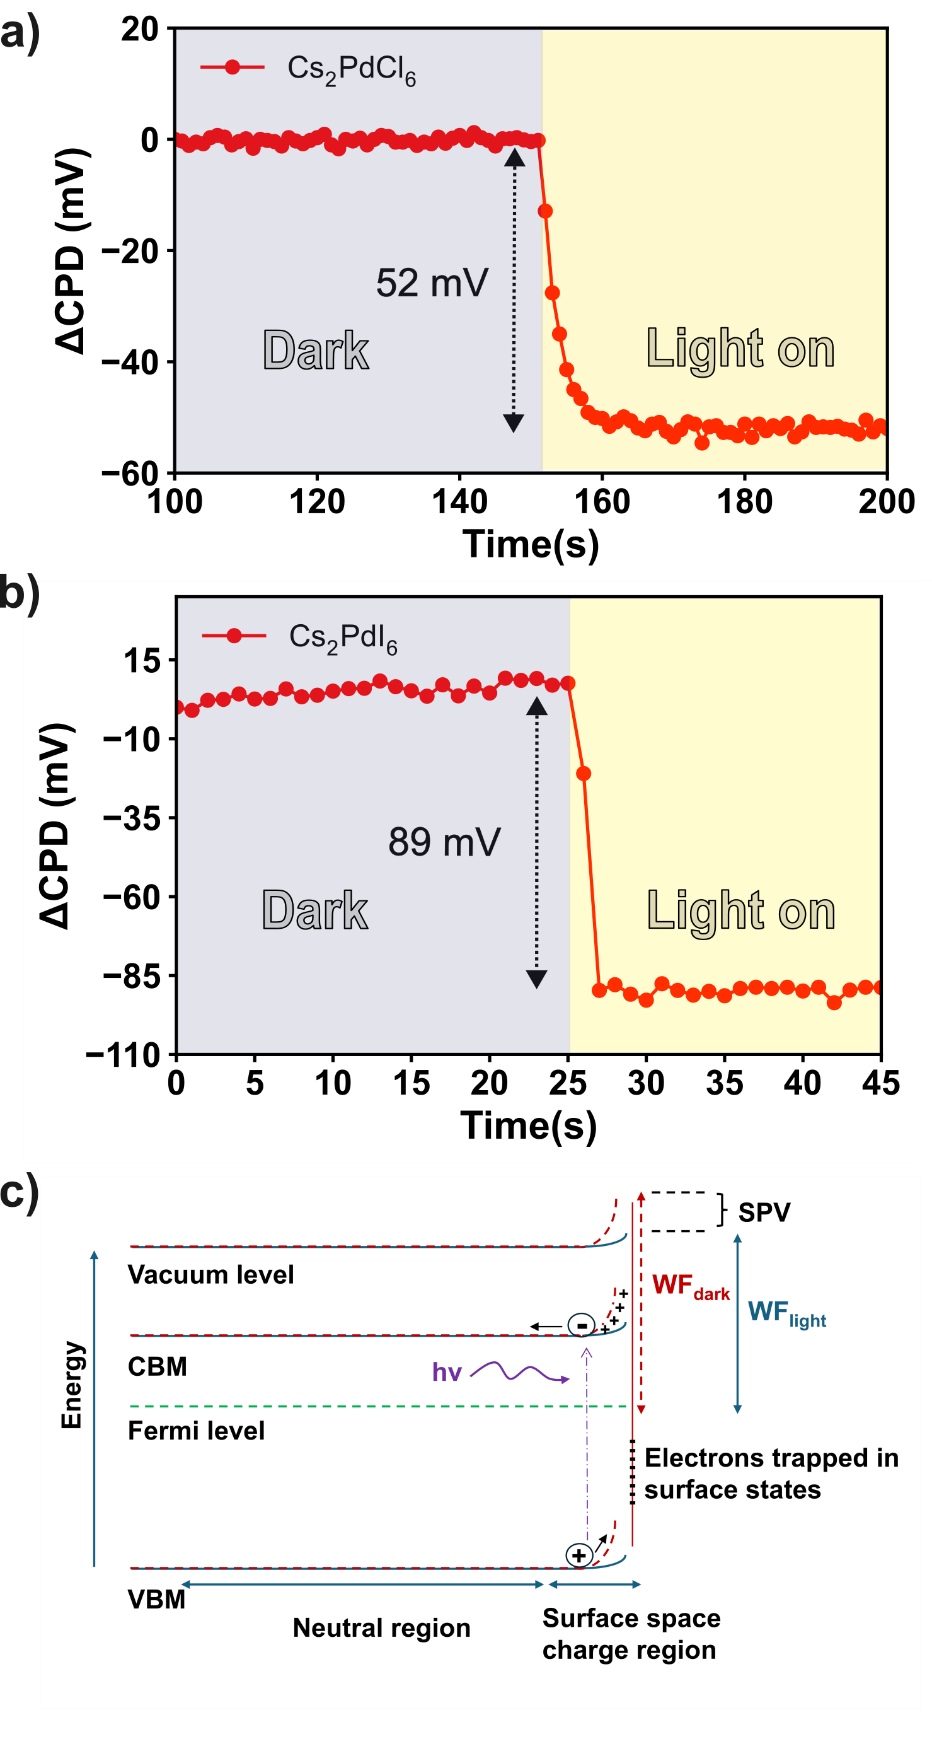 a)
20
0
−20
−40
−60
Cs2PdCl6
52 mV
Dark
Light on
ΔCPD (mV)
100 120 140 160 180 200
Time(s)
b)
15
−10
−35
−60
−85
−110
Cs2PdI6
89 mV
Dark
Light on
ΔCPD (mV)
0 5 10 15 20 25 30 35 40 45
Time(s)
c)
SPV
Vacuum level
WFdark
WFlight
CBM
hv
Energy
Fermi level
Electrons trapped in
surface states
VBM
Neutral region
Surface space
charge region